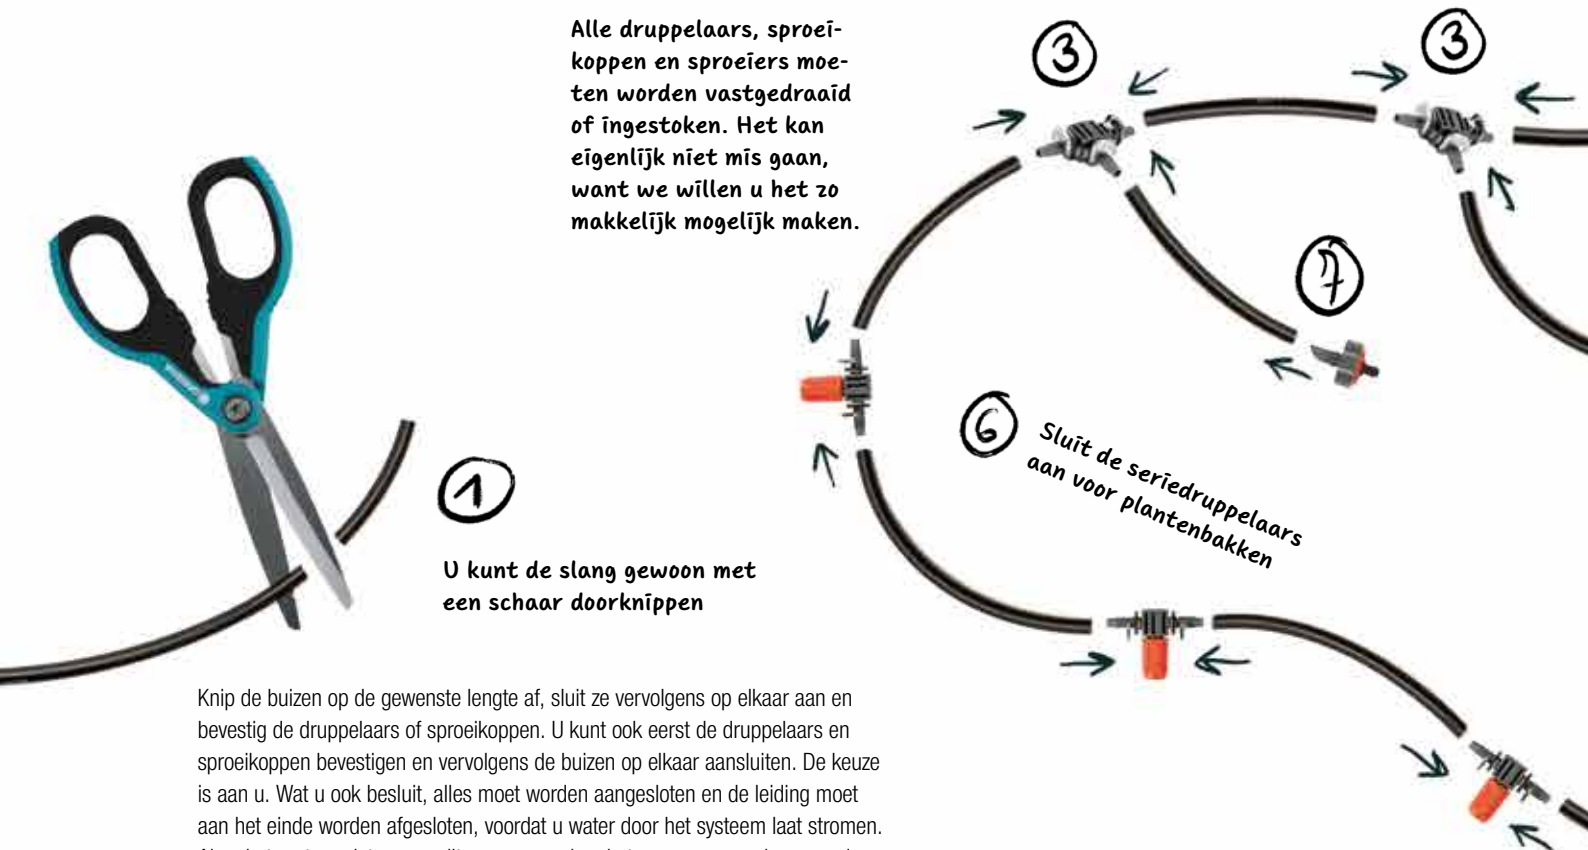 Alle druppelaars, sproei-
koppen en sproeiers moe-
ten worden vastgedraaid
of ingestoken. Het kan
eigenlijk niet mis gaan,
want we willen u het zo
makkelijk mogelijk maken.
3
3
7
6
Sluit de seriedruppelaars
aan voor plantenbakken
1
U kunt de slang gewoon met
een schaar doorknippen
Knip de buizen op de gewenste lengte af, sluit ze vervolgens op elkaar aan en
bevestig de druppelaars of sproeikoppen. U kunt ook eerst de druppelaars en
sproeikoppen bevestigen en vervolgens de buizen op elkaar aansluiten. De keuze
is aan u. Wat u ook besluit, alles moet worden aangesloten en de leiding moet
aan het einde worden afgesloten, voordat u water door het systeem laat stromen.